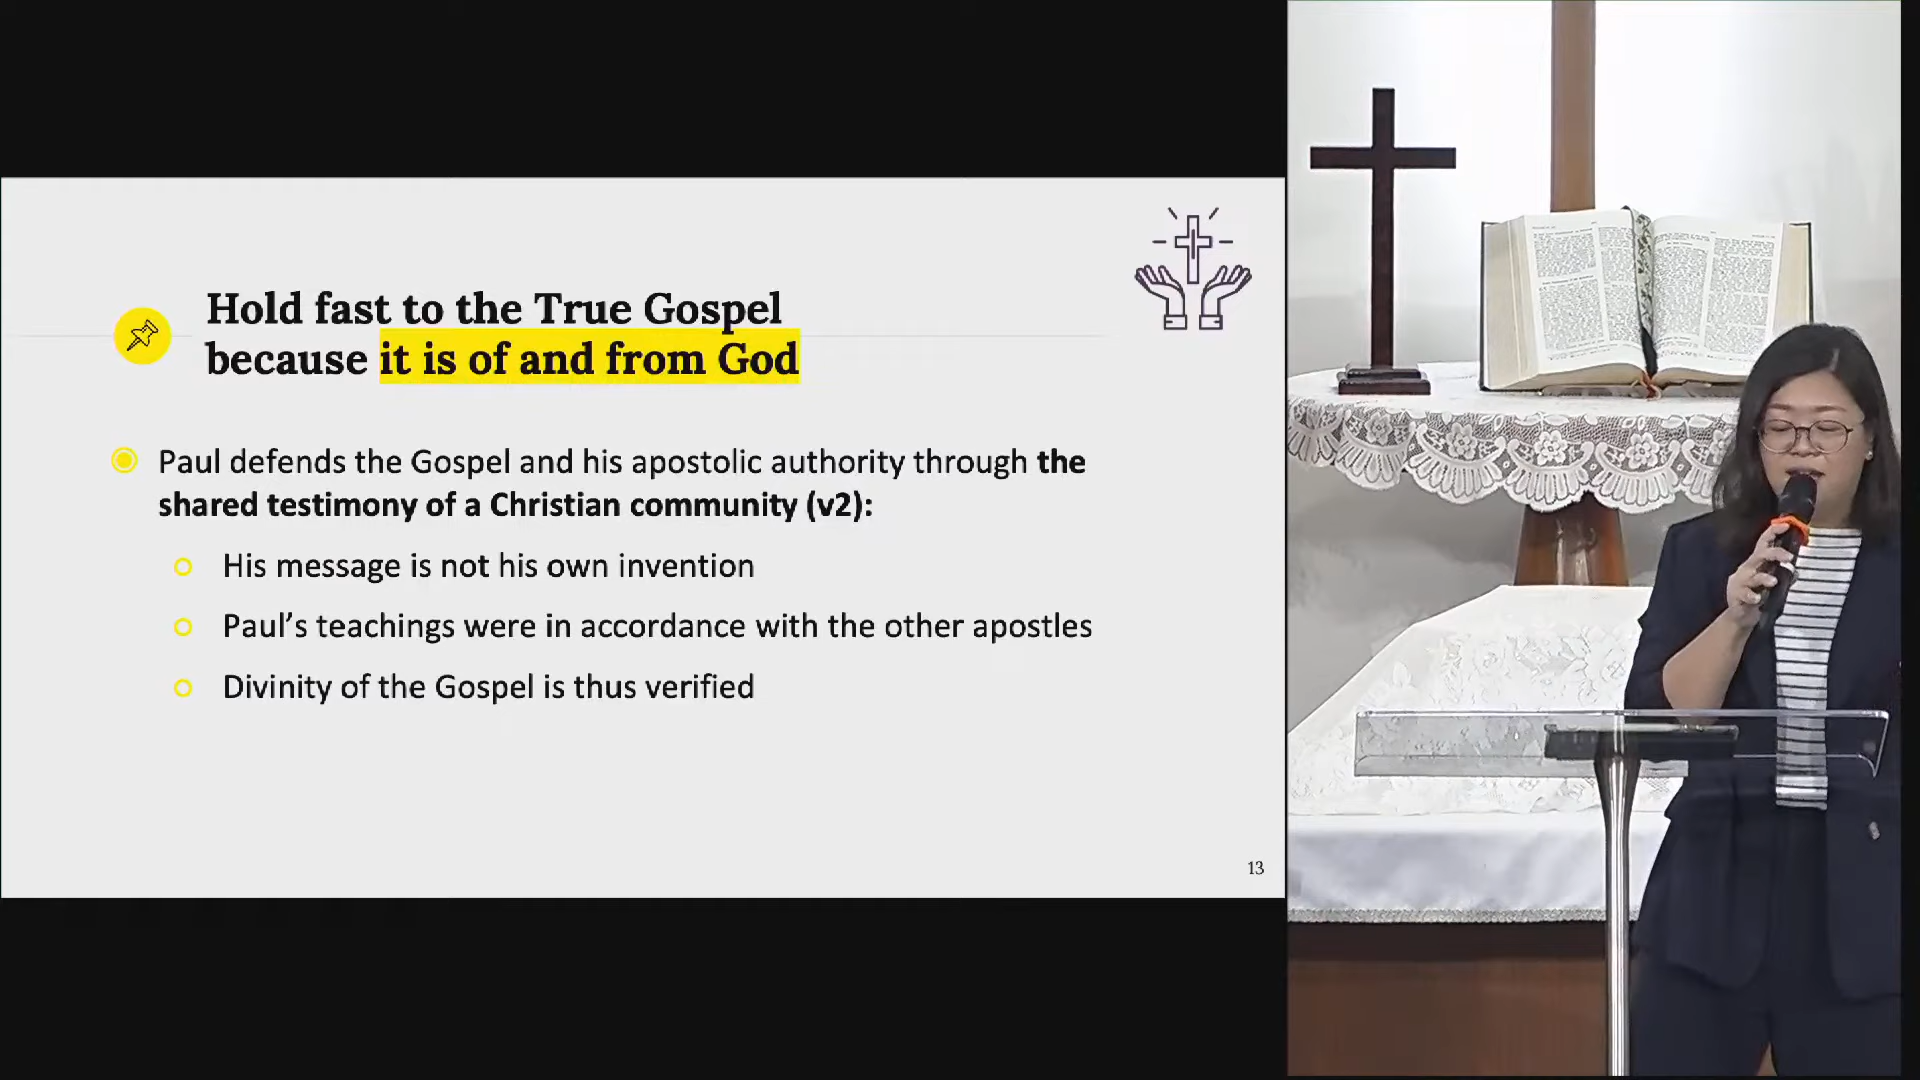 Hold fast to the True Gospel
because it is of and from God
Paul defends the Gospel and his apostolic authority through the
shared testimony of a Christian community (v2):
His message is not his own invention
Paul’s teachings were in accordance with the other apostles
Divinity of the Gospel is thus verified
13